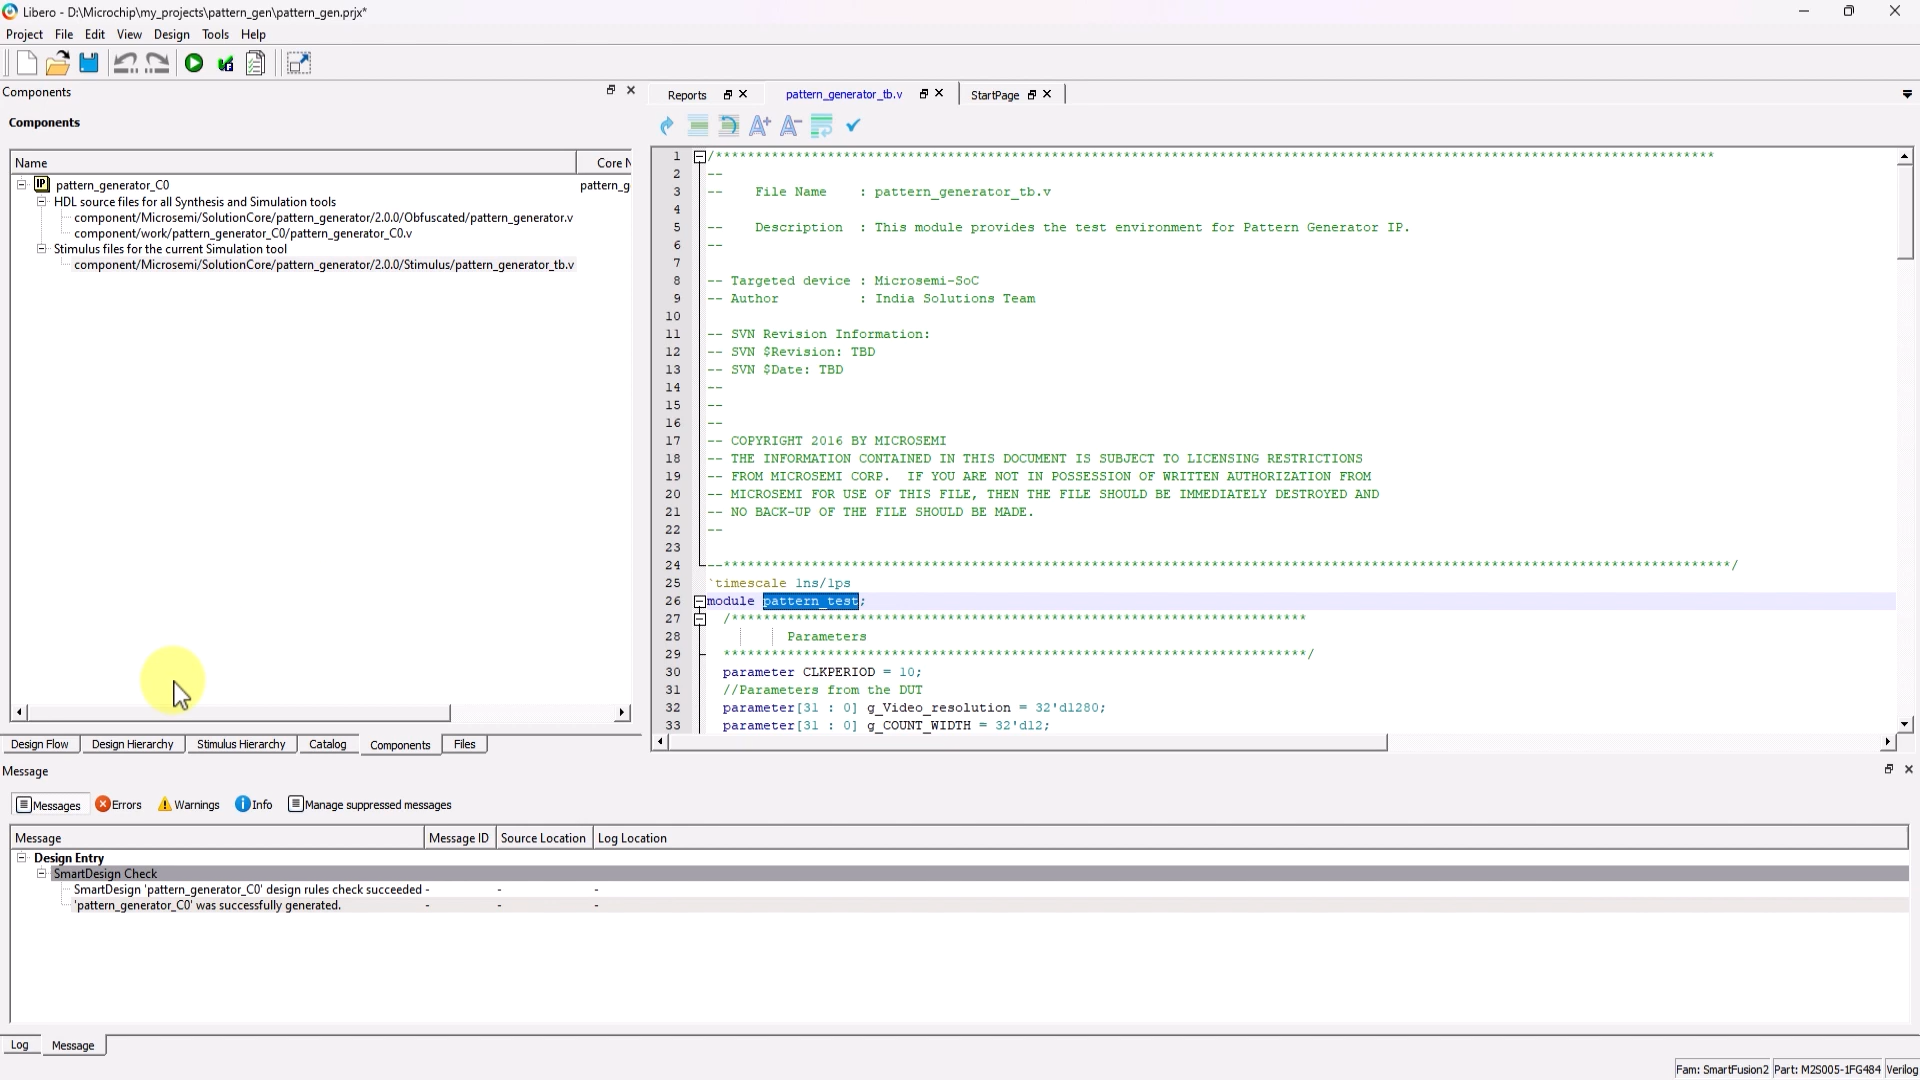 Libero - D:\Microchip\my_projects\pattern_gen\pattern_gen.prjx*
Project File Edit View Design Tools Help
Components
Components
Name Core N
pattern_generator_C0 pattern_g
HDL source files for all Synthesis and Simulation tools
component/Microsemi/SolutionCore/pattern_generator/2.0.0/Obfuscated/pattern_generator.v
component/work/pattern_generator_C0/pattern_generator_C0.v
Stimulus files for the current Simulation tool
component/Microsemi/SolutionCore/pattern_generator/2.0.0/Stimulus/pattern_generator_tb.v
Design Flow Design Hierarchy Stimulus Hierarchy Catalog Components Files
Reports pattern_generator_tb.v StartPage
1 /******************************************************************************************************************************
2 --
3 -- File Name : pattern_generator_tb.v
4
5 -- Description : This module provides the test environment for Pattern Generator IP.
6 --
7
8 -- Targeted device : Microsemi-SoC
9 -- Author : India Solutions Team
10
11 -- SVN Revision Information:
12 -- SVN $Revision: TBD
13 -- SVN $Date: TBD
14 --
15 --
16 --
17 -- COPYRIGHT 2016 BY MICROSEMI
18 -- THE INFORMATION CONTAINED IN THIS DOCUMENT IS SUBJECT TO LICENSING RESTRICTIONS
19 -- FROM MICROSEMI CORP. IF YOU ARE NOT IN POSSESSION OF WRITTEN AUTHORIZATION FROM
20 -- MICROSEMI FOR USE OF THIS FILE, THEN THE FILE SHOULD BE IMMEDIATELY DESTROYED AND
21 -- NO BACK-UP OF THE FILE SHOULD BE MADE.
22 --
23
24 --******************************************************************************************************************************/
25 `timescale 1ns/1ps
26 module pattern_test;
27 /************************************************************************
28 Parameters
29 *************************************************************************/
30 parameter CLKPERIOD = 10;
31 //Parameters from the DUT
32 parameter[31 : 0] g_Video_resolution = 32'd1280;
33 parameter[31 : 0] g_COUNT_WIDTH = 32'd12;
Message
Messages Errors Warnings Info Manage suppressed messages
Message Message ID Source Location Log Location
Design Entry
SmartDesign Check
SmartDesign 'pattern_generator_C0' design rules check succeeded - - -
'pattern_generator_C0' was successfully generated. - - -
Log Message
Fam: SmartFusion2 Part: M2S005-1FG484 Verilog